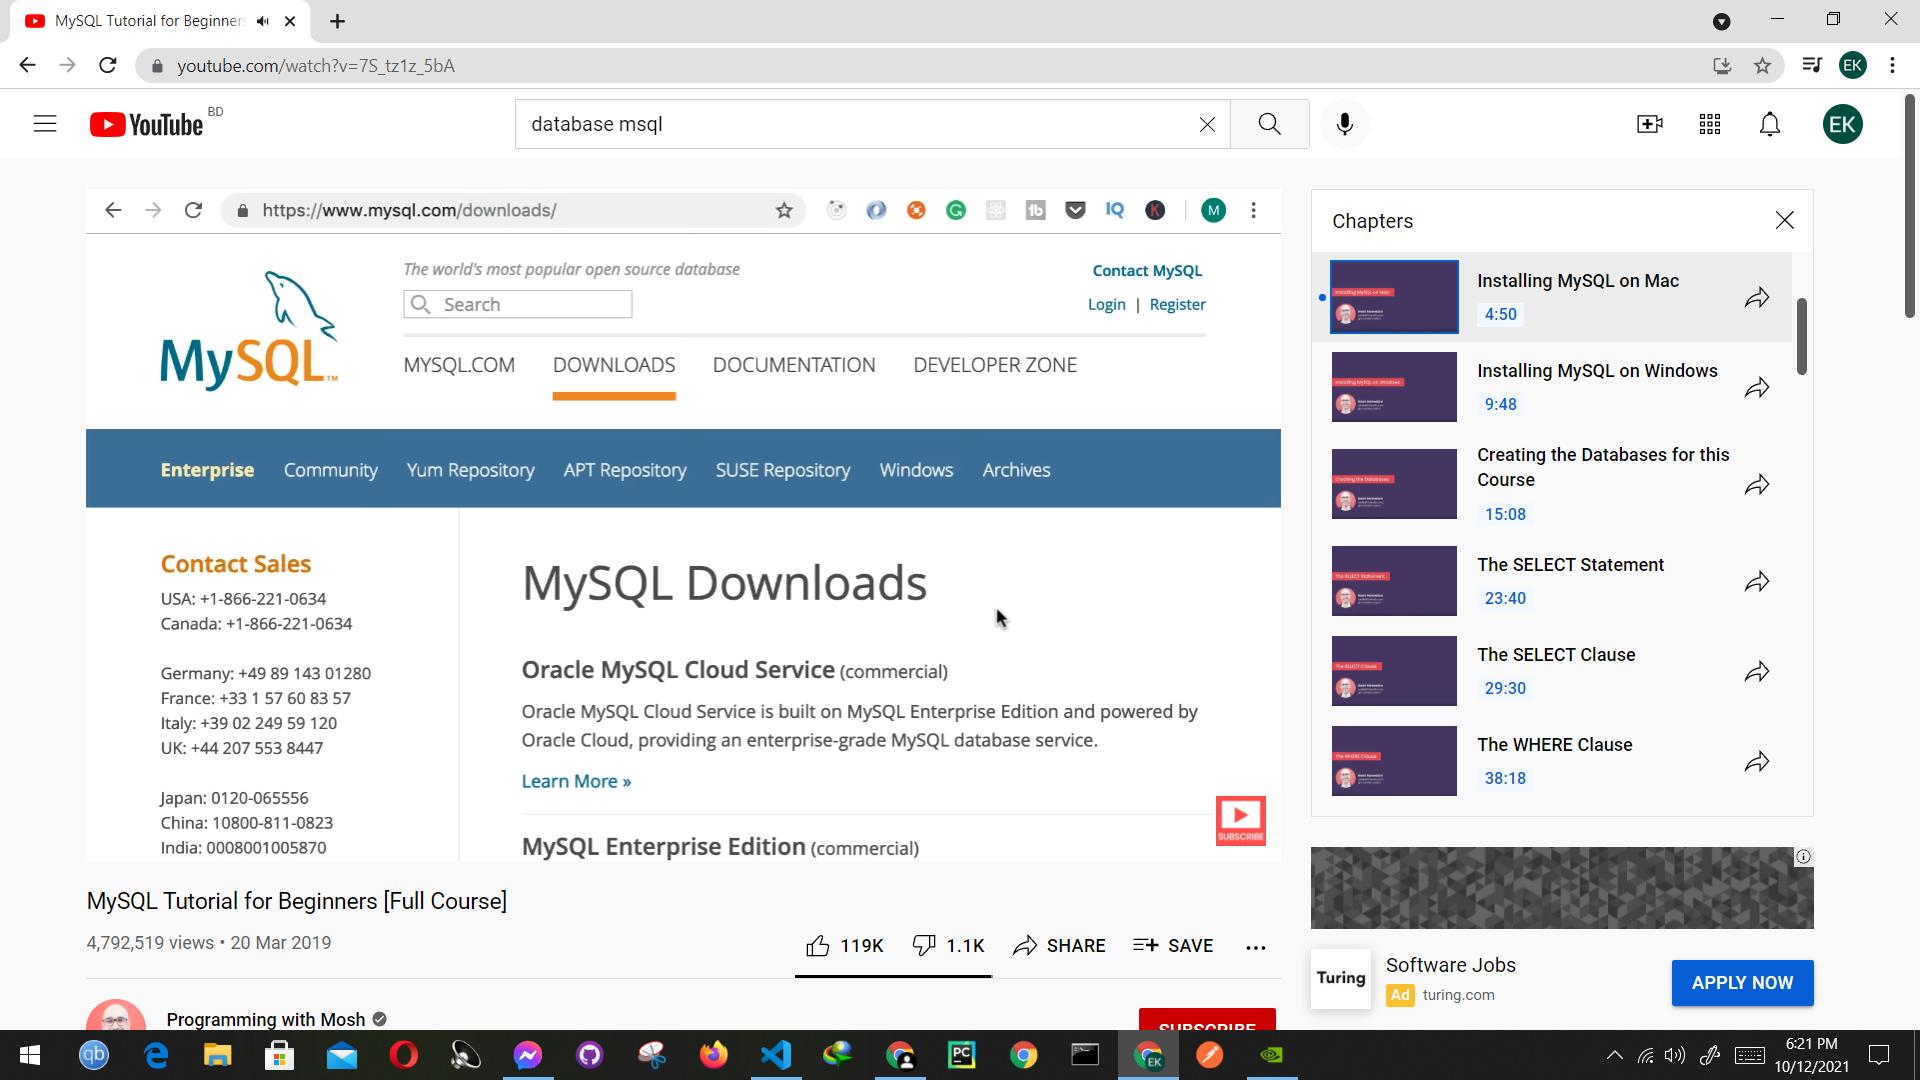 MySQL Tutorial for Beginners
youtube.com/watch?v=7S_tz1z_5bA
EK
YouTube BD
database msql
EK
https://www.mysql.com/downloads/
IQ
M
The world's most popular open source database
Contact MySQL
Search
Login | Register
MySQL™
MYSQL.COM DOWNLOADS DOCUMENTATION DEVELOPER ZONE
Enterprise Community Yum Repository APT Repository SUSE Repository Windows Archives
Contact Sales
USA: +1-866-221-0634
Canada: +1-866-221-0634
Germany: +49 89 143 01280
France: +33 1 57 60 83 57
Italy: +39 02 249 59 120
UK: +44 207 553 8447
Japan: 0120-065556
China: 10800-811-0823
India: 0008001005870
MySQL Downloads
Oracle MySQL Cloud Service (commercial)
Oracle MySQL Cloud Service is built on MySQL Enterprise Edition and powered by
Oracle Cloud, providing an enterprise-grade MySQL database service.
Learn More »
MySQL Enterprise Edition (commercial)
SUBSCRIBE
Chapters
Installing MySQL on Mac
4:50
Installing MySQL on Windows
9:48
Creating the Databases for this
Course
15:08
The SELECT Statement
23:40
The SELECT Clause
29:30
The WHERE Clause
38:18
MySQL Tutorial for Beginners [Full Course]
4,792,519 views • 20 Mar 2019
119K 1.1K SHARE SAVE
Programming with Mosh
SUBSCRIBE
Turing
Software Jobs
Ad turing.com
APPLY NOW
qb
PC
EK
6:21 PM
10/12/2021